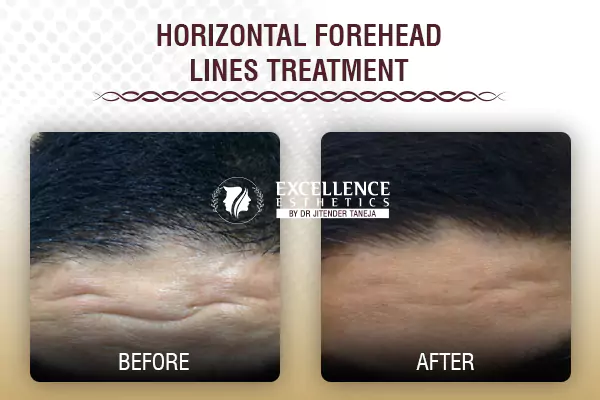 HORIZONTAL FOREHEAD
LINES TREATMENT
EXCELLENCE
ESTHETICS
BY DR JITENDER TANEJA
BEFORE
AFTER